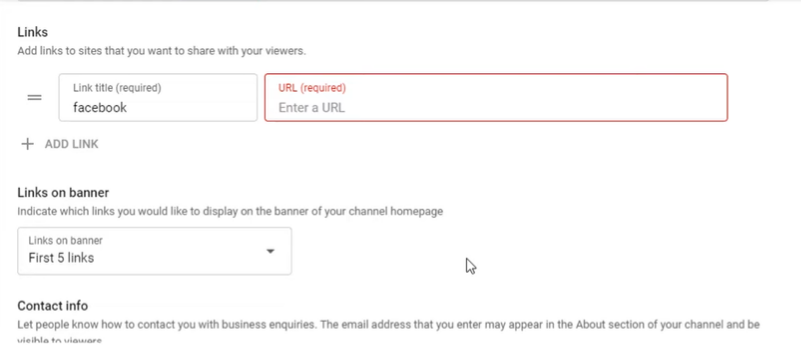 Links
Add links to sites that you want to share with your viewers.
Link title (required)
facebook
URL (required)
Enter a URL
ADD LINK
Links on banner
Indicate which links you would like to display on the banner of your channel homepage
Links on banner
First 5 links
Contact info
Let people know how to contact you with business enquiries. The email address that you enter may appear in the About section of your channel and be
visible to viewers